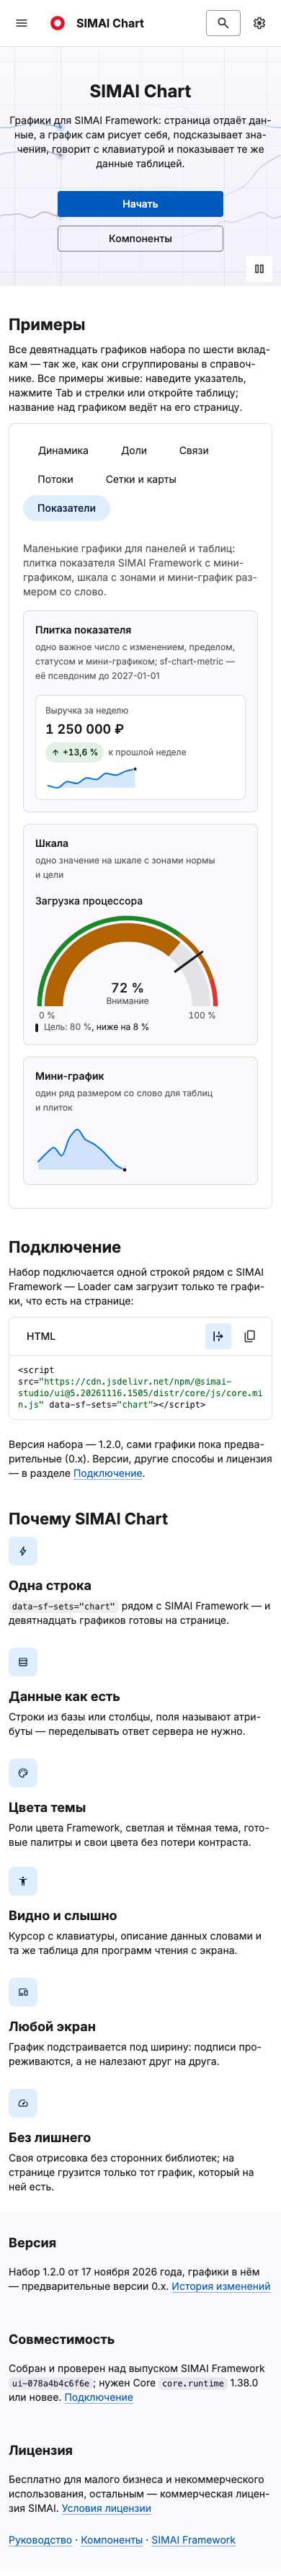 SIMAI Chart
SIMAI Chart
Графики для SIMAI Framework: страница отдаёт дан-
ные, а график сам рисует себя, подсказывает зна-
чения, говорит с клавиатурой и показывает те же
данные таблицей.
Начать
Компоненты
Примеры
Все девятнадцать графиков набора по шести вклад-
кам — так же, как они сгруппированы в справоч-
нике. Все примеры живые: наведите указатель,
нажмите Tab и стрелки или откройте таблицу;
название над графиком ведёт на его страницу.
Динамика Доли Связи
Потоки Сетки и карты
Показатели
Маленькие графики для панелей и таблиц:
плитка показателя SIMAI Framework с мини-
графиком, шкала с зонами и мини-график раз-
мером со слово.
Плитка показателя
одно важное число с изменением, пределом,
статусом и мини-графиком; sf-chart-metric —
её псевдоним до 2027-01-01
Выручка за неделю
1 250 000 ₽
+13,6 % к прошлой неделе
Шкала
одно значение на шкале с зонами нормы
и цели
Загрузка процессора
72 %
Внимание
0 % 100 %
Цель: 80 %, ниже на 8 %
Мини-график
один ряд размером со слово для таблиц
и плиток
Подключение
Набор подключается одной строкой рядом с SIMAI
Framework — Loader сам загрузит только те графи-
ки, что есть на странице:
HTML
<script
src="https://cdn.jsdelivr.net/npm/@simai-
studio/ui@5.20261116.1505/distr/core/js/core.mi
n.js" data-sf-sets="chart"></script>
Версия набора — 1.2.0, сами графики пока предва-
рительные (0.x). Версии, другие способы и лицензия
— в разделе Подключение.
Почему SIMAI Chart
Одна строка
data-sf-sets="chart" рядом с SIMAI Framework — и
девятнадцать графиков готовы на странице.
Данные как есть
Строки из базы или столбцы, поля называют атри-
буты — переделывать ответ сервера не нужно.
Цвета темы
Роли цвета Framework, светлая и тёмная тема, гото-
вые палитры и свои цвета без потери контраста.
Видно и слышно
Курсор с клавиатуры, описание данных словами и
та же таблица для программ чтения с экрана.
Любой экран
График подстраивается под ширину: подписи про-
реживаются, а не налезают друг на друга.
Без лишнего
Своя отрисовка без сторонних библиотек; на
странице грузится только тот график, который на
ней есть.
Версия
Набор 1.2.0 от 17 ноября 2026 года, графики в нём
— предварительные версии 0.x. История изменений
Совместимость
Собран и проверен над выпуском SIMAI Framework
ui-078a4b4c6f6e; нужен Core core.runtime 1.38.0
или новее. Подключение
Лицензия
Бесплатно для малого бизнеса и некоммерческого
использования, остальным — коммерческая лицен-
зия SIMAI. Условия лицензии
Руководство · Компоненты · SIMAI Framework